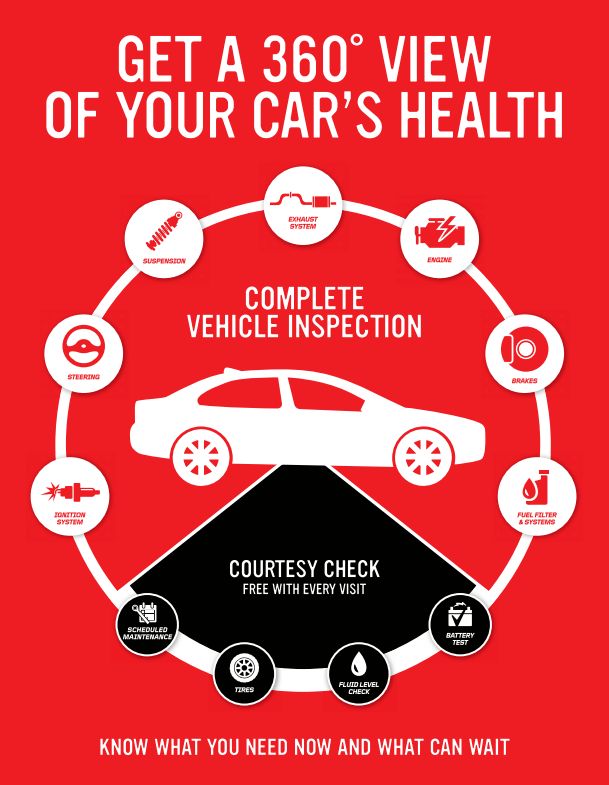 GET A 360° VIEW
OF YOUR CAR'S HEALTH
EXHAUST
SYSTEM
SUSPENSION
ENGINE
COMPLETE
VEHICLE INSPECTION
STEERING
BRAKES
IGNITION
SYSTEM
FUEL FILTER
& SYSTEMS
COURTESY CHECK
FREE WITH EVERY VISIT
SCHEDULED
MAINTENANCE
BATTERY
TEST
TIRES
FLUID LEVEL
CHECK
KNOW WHAT YOU NEED NOW AND WHAT CAN WAIT